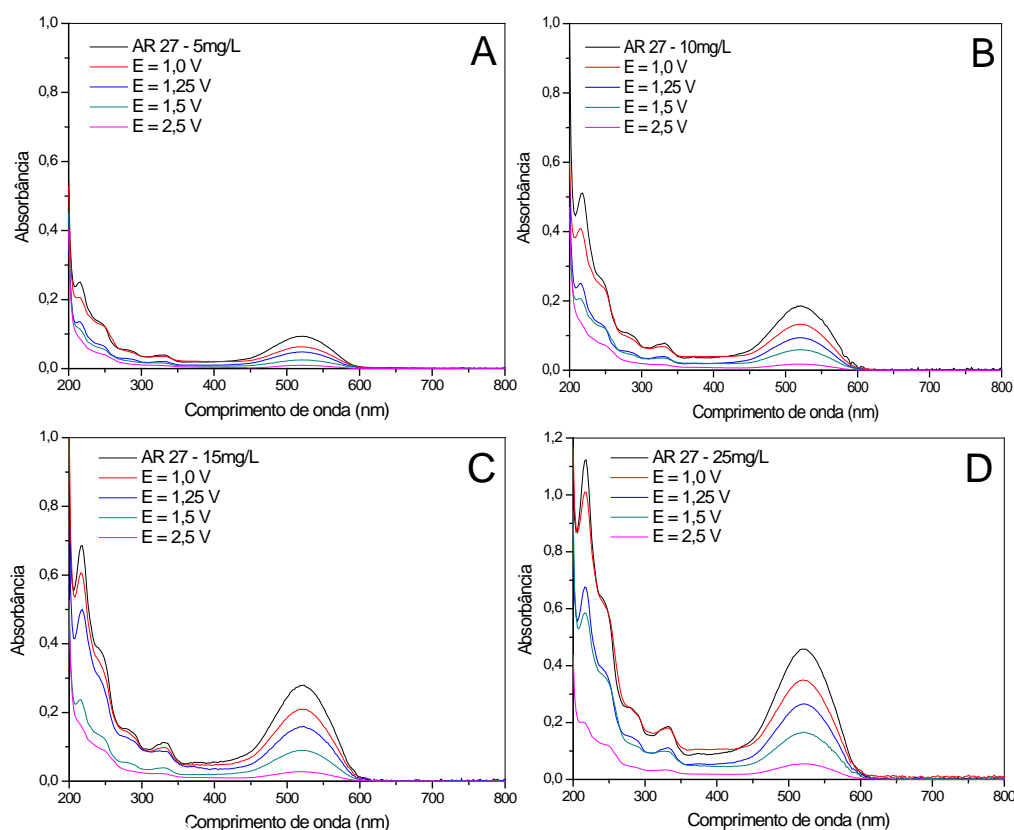 1,0
0,8
0,6
0,4
0,2
0,0
Absorbância
A
AR 27 - 5mg/L
E = 1,0 V
E = 1,25 V
E = 1,5 V
E = 2,5 V
200 300 400 500 600 700 800
Comprimento de onda (nm)
1,0
0,8
0,6
0,4
0,2
0,0
Absorbância
B
AR 27 - 10mg/L
E = 1,0 V
E = 1,25 V
E = 1,5 V
E = 2,5 V
200 300 400 500 600 700 800
Comprimento de onda (nm)
1,0
0,8
0,6
0,4
0,2
0,0
Absorbância
C
AR 27 - 15mg/L
E = 1,0 V
E = 1,25 V
E = 1,5 V
E = 2,5 V
200 300 400 500 600 700 800
Comprimento de onda (nm)
1,2
1,0
0,8
0,6
0,4
0,2
0,0
Absorbância
D
AR 27 - 25mg/L
E = 1,0 V
E = 1,25 V
E = 1,5 V
E = 2,5 V
200 300 400 500 600 700 800
Comprimento de onda (nm)